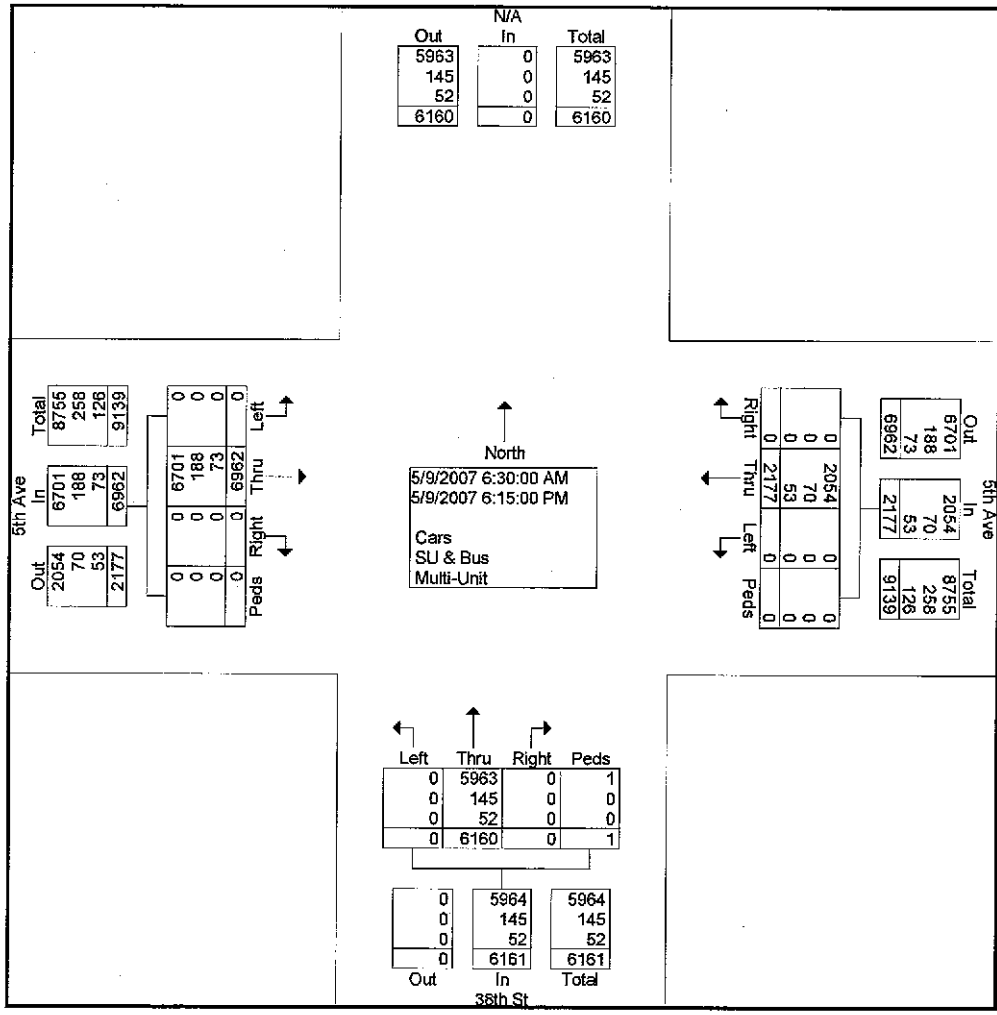 N/A
Out In Total
5963 0 5963
145 0 145
52 0 52
6160 0 6160
Total
8755
258
126
9139
In
6701
188
73
6962
Out
2054
70
53
2177
5th Ave
Left
0
0
0
0
Thru
6701
188
73
6962
Right
0
0
0
0
Peds
0
0
0
0
North
5/9/2007 6:30:00 AM
5/9/2007 6:15:00 PM
Cars
SU & Bus
Multi-Unit
Right
0
0
0
0
Thru
2054
70
53
2177
Left
0
0
0
0
Peds
0
0
0
0
Out
6701
188
73
6962
In
2054
70
53
2177
Total
8755
258
126
9139
5th Ave
Left Thru Right Peds
0 5963 0 1
0 145 0 0
0 52 0 0
0 6160 0 1
0 5964 5964
0 145 145
0 52 52
0 6161 6161
Out In Total
38th St